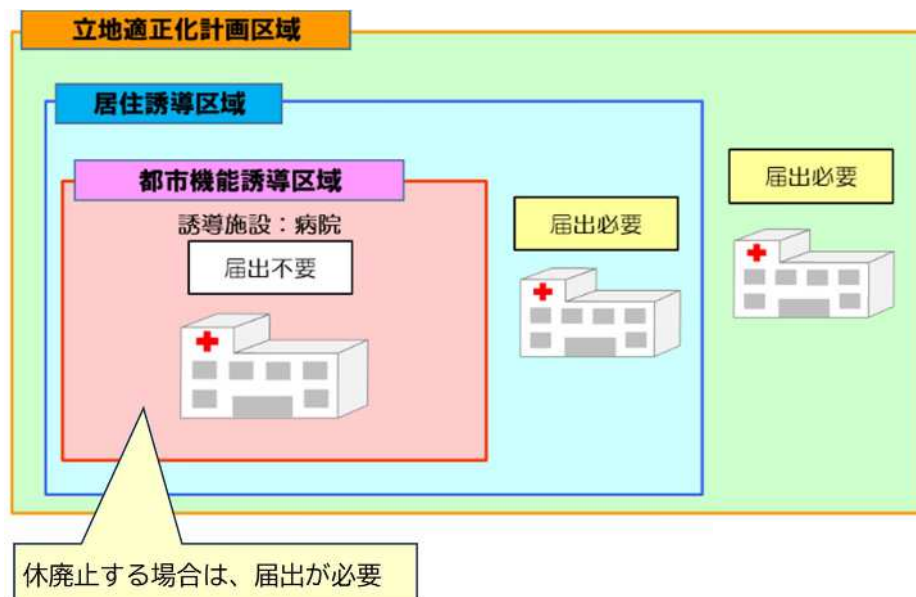 立地適正化計画区域
居住誘導区域
都市機能誘導区域
誘導施設：病院
届出不要
届出必要
届出必要
休廃止する場合は、届出が必要